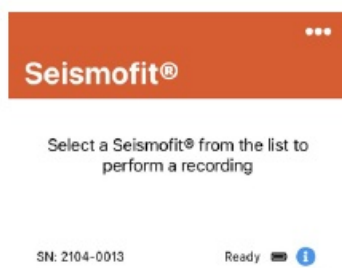 Seismofit®
Select a Seismofit® from the list to
perform a recording
SN: 2104-0013 Ready